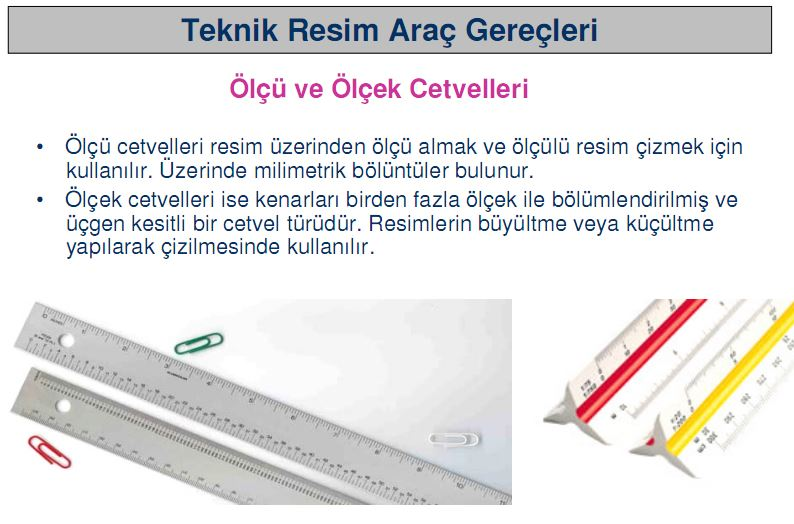 Teknik Resim Araç Gereçleri
Ölçü ve Ölçek Cetvelleri
• Ölçü cetvelleri resim üzerinden ölçü almak ve ölçülü resim çizmek için
kullanılır. Üzerinde milimetrik bölüntüler bulunur.
• Ölçek cetvelleri ise kenarları birden fazla ölçek ile bölümlendirilmiş ve
üçgen kesitli bir cetvel türüdür. Resimlerin büyültme veya küçültme
yapılarak çizilmesinde kullanılır.